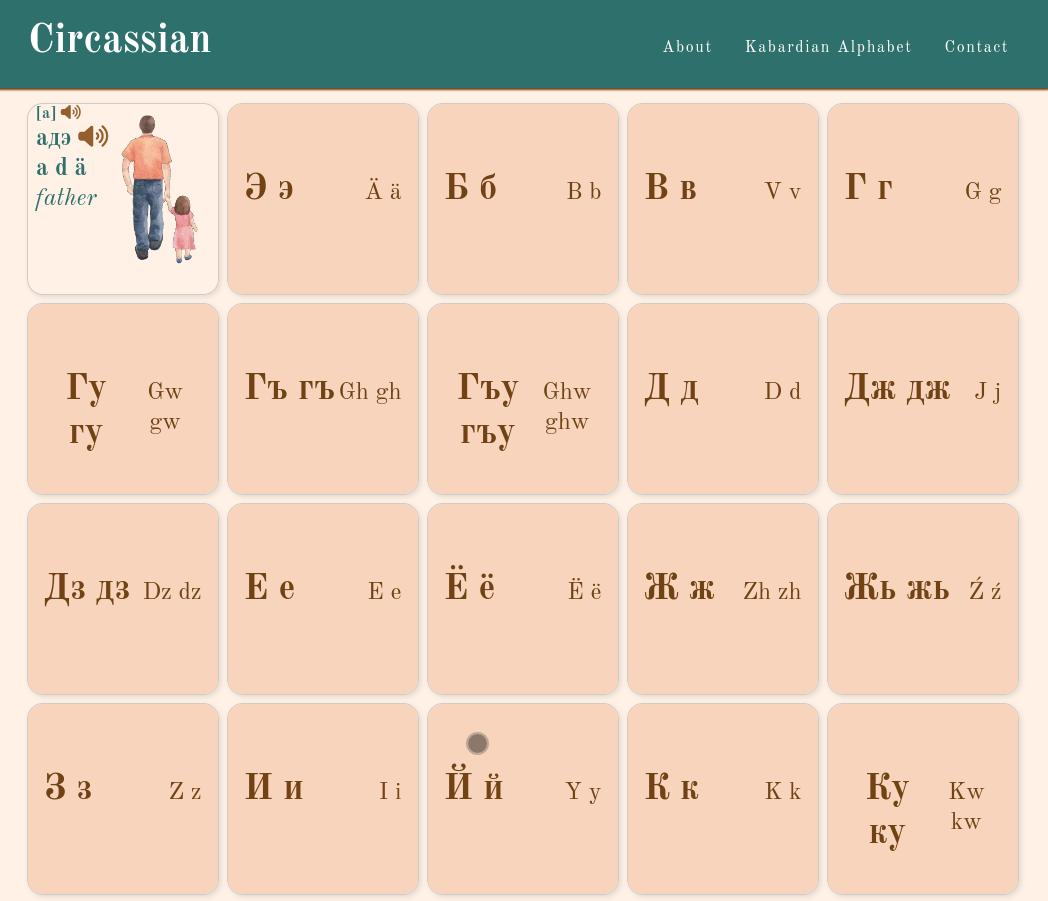 Circassian
About Kabardian Alphabet Contact
[a]
адэ
a d ä
father
Э э Ä ä
Б б B b
В в V v
Г г G g
Гу гу Gw gw
Гъ гъ Gh gh
Гъу гъу Ghw ghw
Д д D d
Дж дж J j
Дз дз Dz dz
Е е E e
Ё ё Ë ë
Ж ж Zh zh
Жь жь Ź ź
З з Z z
И и I i
Й й Y y
К к K k
Ку ку Kw kw